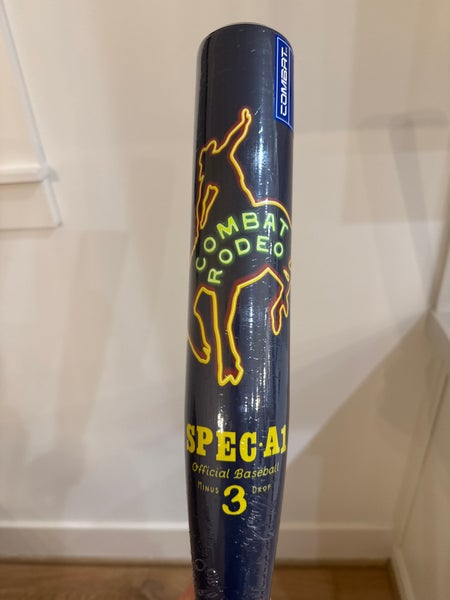 COMBAT
COMBAT
RODEO
SPEC·A1
Official Baseball
MINUS 3 DROP